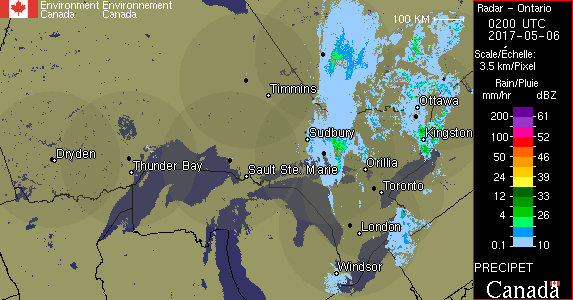 Environment Environnement
Canada Canada
100 KM
Timmins
Ottawa
Sudbury
Kingston
Dryden
Thunder Bay
Sault Ste. Marie
Orillia
Toronto
London
Windsor
Radar - Ontario
0200 UTC
2017-05-06
Scale/Échelle:
3.5 km/Pixel
Rain/Pluie
mm/hr dBZ
200 61
100 52
50 46
24 39
12 33
4 26
0.1 10
PRECIPET
Canada